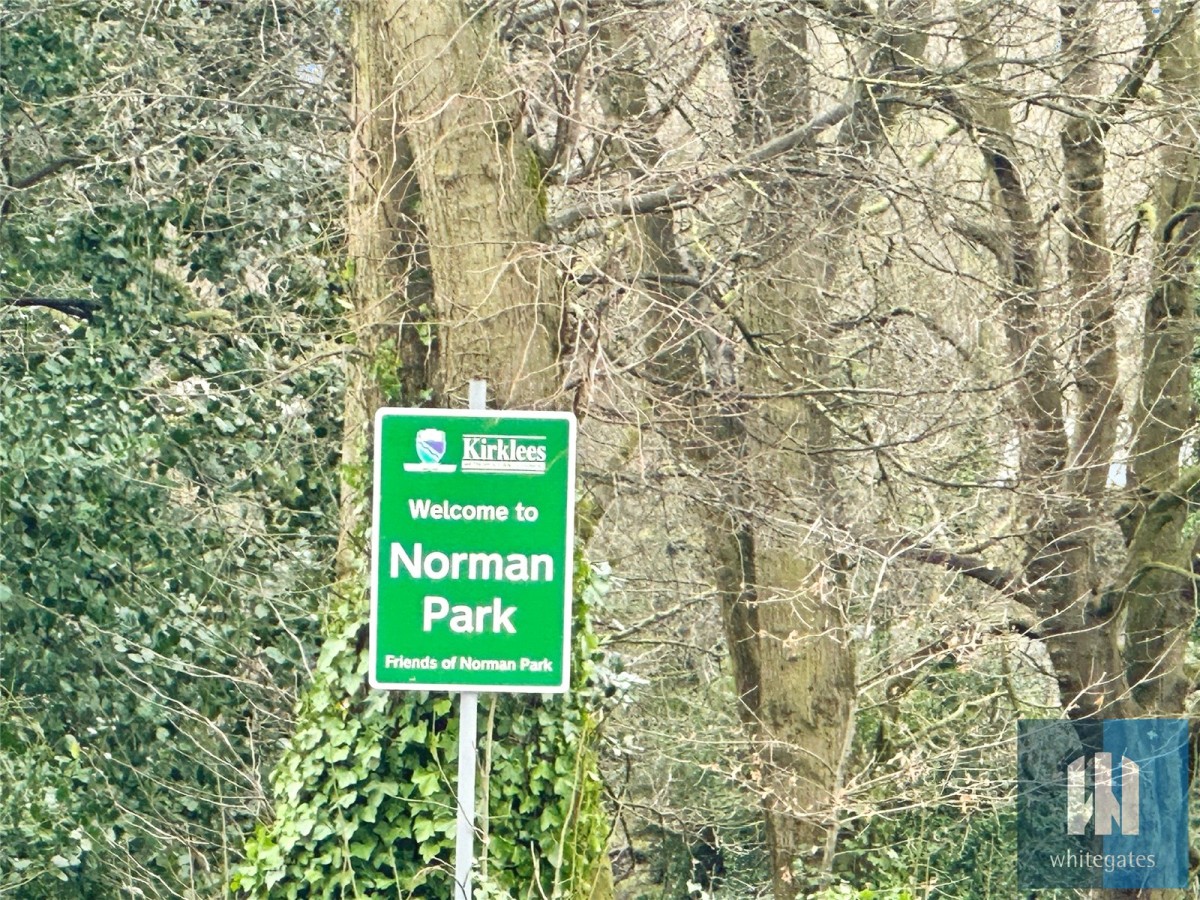 Kirklees
Welcome to
Norman
Park
Friends of Norman Park
whitegates